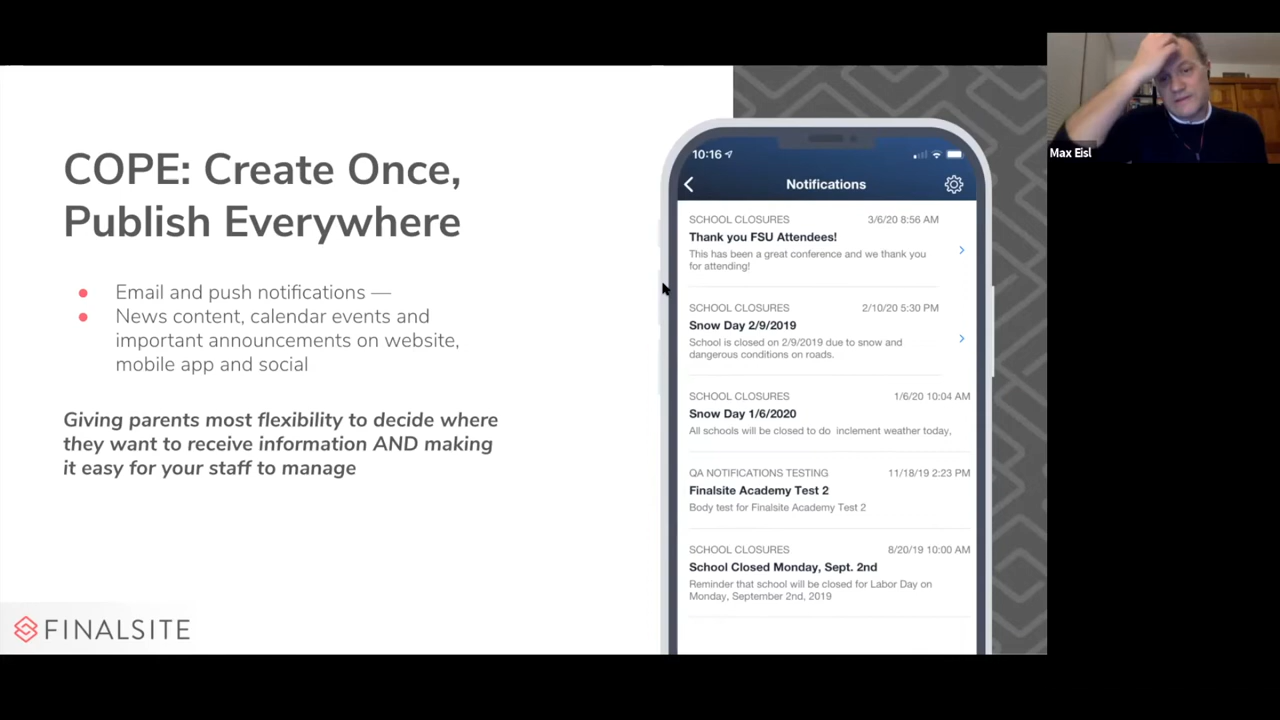 COPE: Create Once,
Publish Everywhere
Email and push notifications —
News content, calendar events and
important announcements on website,
mobile app and social
Giving parents most flexibility to decide where
they want to receive information AND making
it easy for your staff to manage
FINALSITE
10:16
Notifications
SCHOOL CLOSURES 3/6/20 8:56 AM
Thank you FSU Attendees!
This has been a great conference and we thank you
for attending!
SCHOOL CLOSURES 2/10/20 5:30 PM
Snow Day 2/9/2019
School is closed on 2/9/2019 due to snow and
dangerous conditions on roads.
SCHOOL CLOSURES 1/6/20 10:04 AM
Snow Day 1/6/2020
All schools will be closed to do inclement weather today,
QA NOTIFICATIONS TESTING 11/18/19 2:23 PM
Finalsite Academy Test 2
Body test for Finalsite Academy Test 2
SCHOOL CLOSURES 8/20/19 10:00 AM
School Closed Monday, Sept. 2nd
Reminder that school will be closed for Labor Day on
Monday, September 2nd, 2019
Max Eisl